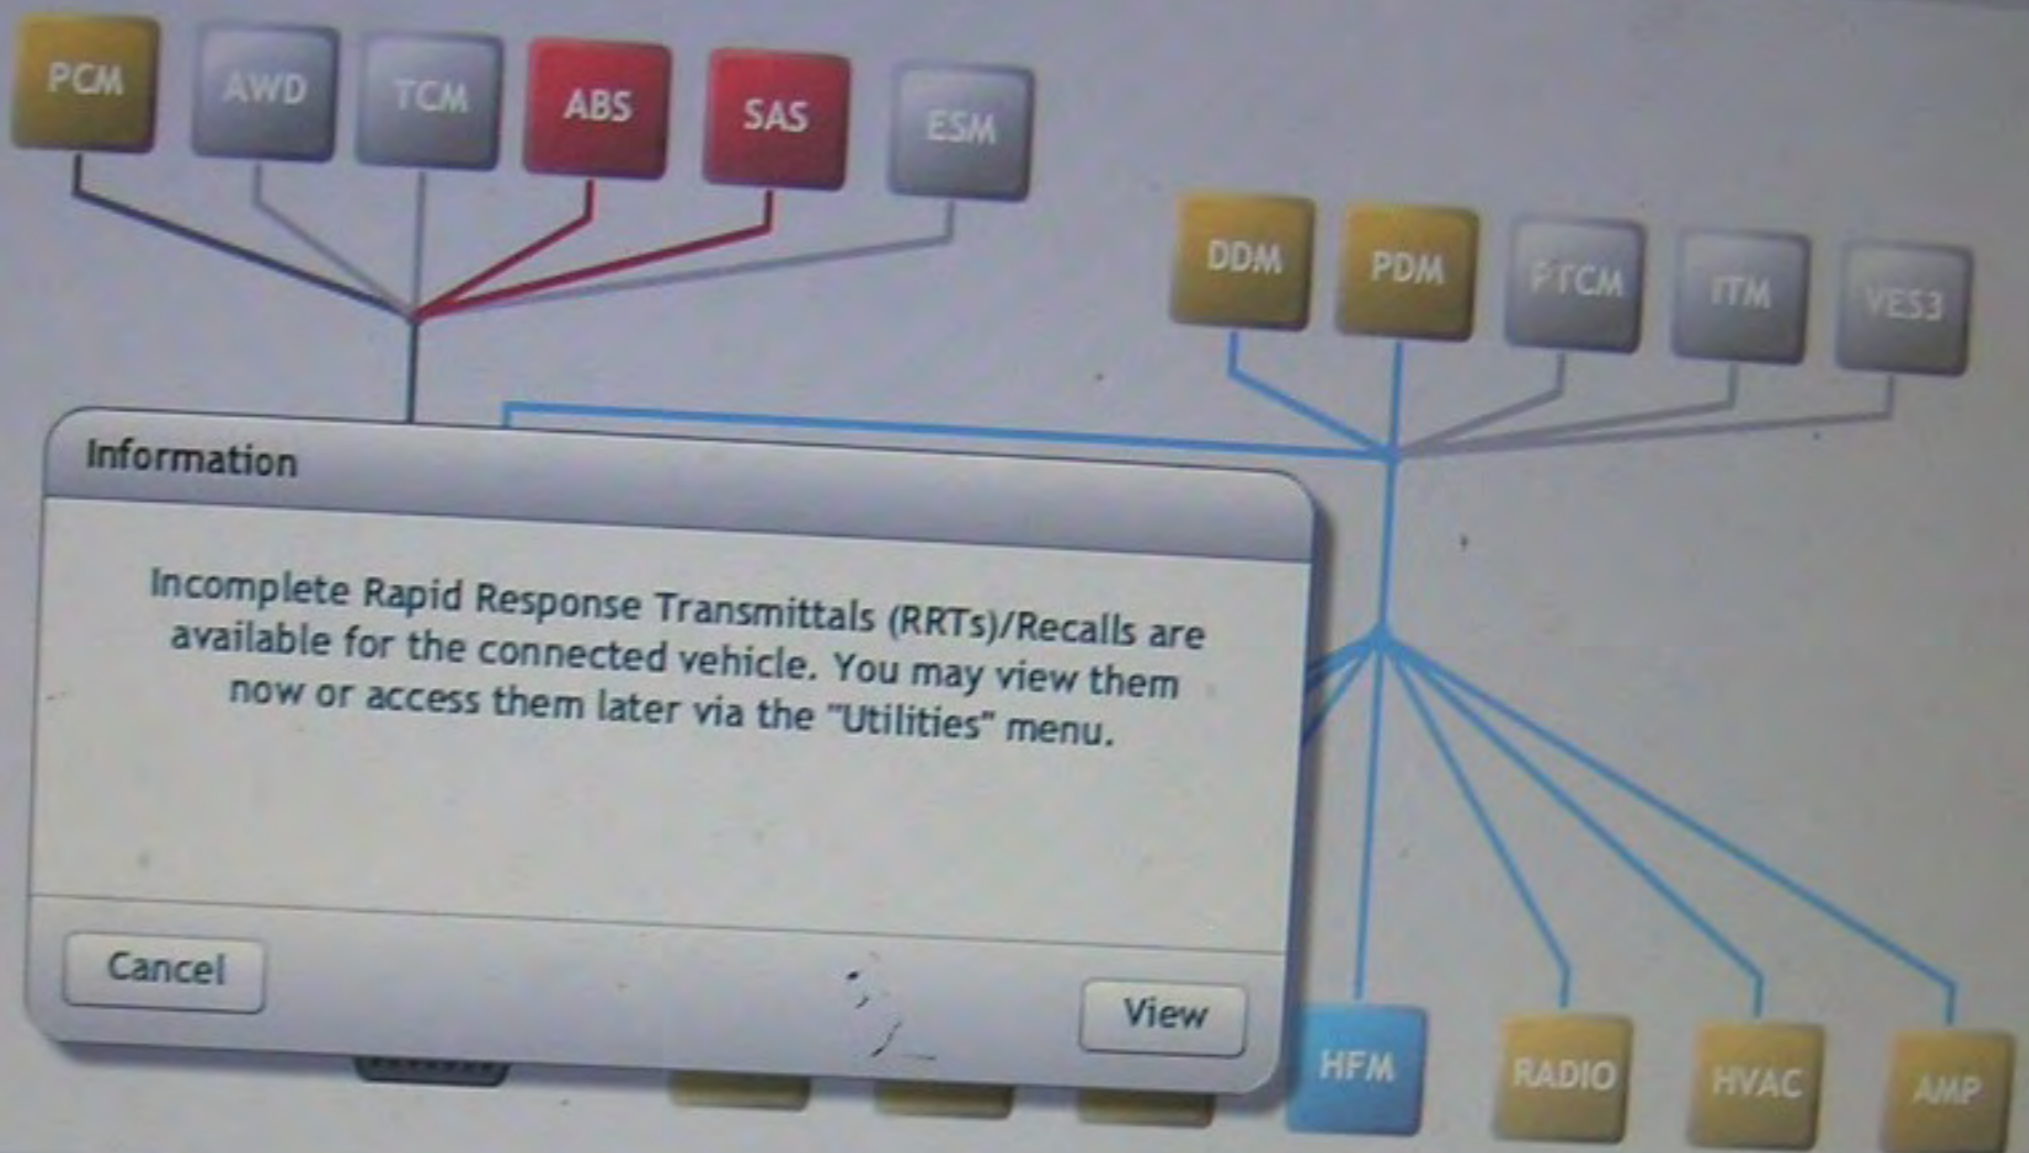 PCM
AWD
TCM
ABS
SAS
ESM
DDM
PDM
PTCM
ITM
VES3
Information
Incomplete Rapid Response Transmittals (RRTs)/Recalls are
available for the connected vehicle. You may view them
now or access them later via the "Utilities" menu.
Cancel
View
HFM
RADIO
HVAC
AMP